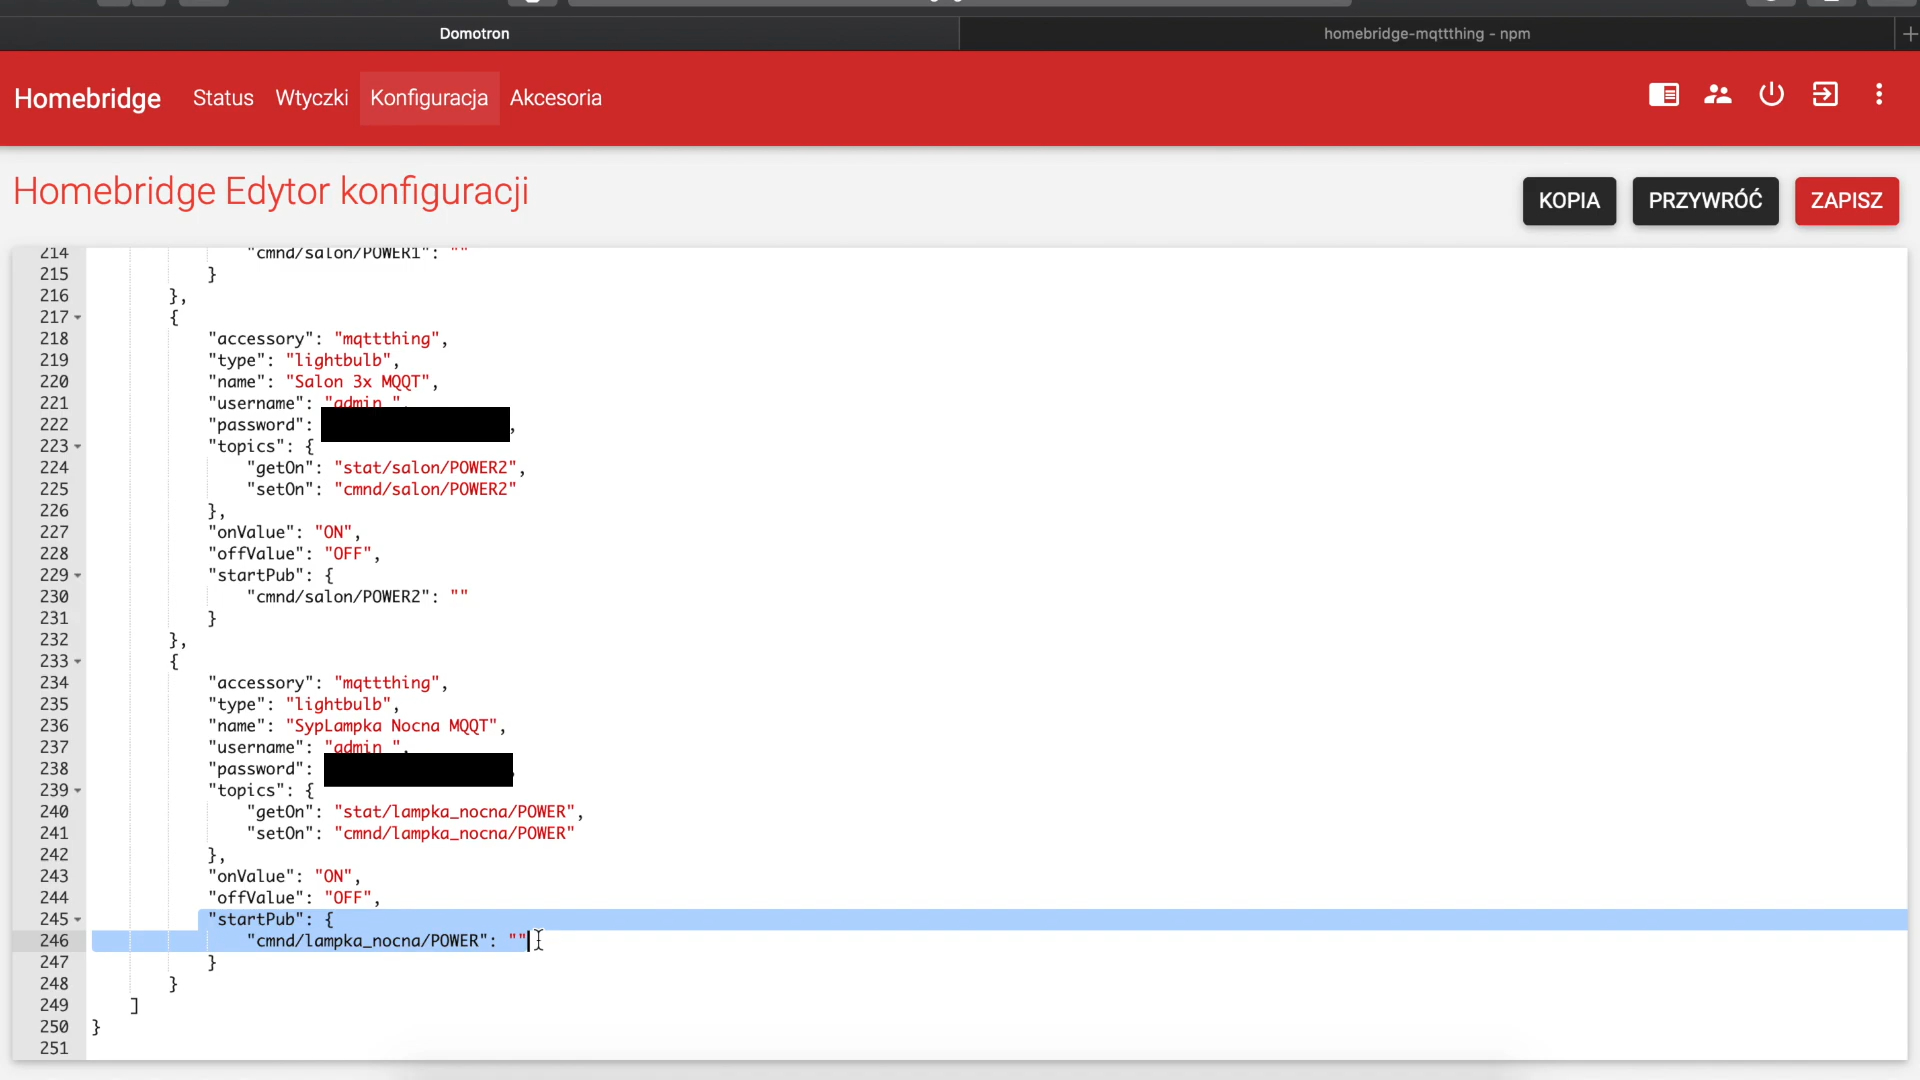 Domotron
homebridge-mqttthing - npm
Homebridge Status Wtyczki Konfiguracja Akcesoria
Homebridge Edytor konfiguracji
KOPIA PRZYWRÓĆ ZAPISZ
214 "cmnd/salon/POWER1": ""
215 }
216 },
217 {
218 "accessory": "mqttthing",
219 "type": "lightbulb",
220 "name": "Salon 3x MQQT",
221 "username": "admin_",
222 "password": ,
223 "topics": {
224 "getOn": "stat/salon/POWER2",
225 "setOn": "cmnd/salon/POWER2"
226 },
227 "onValue": "ON",
228 "offValue": "OFF",
229 "startPub": {
230 "cmnd/salon/POWER2": ""
231 }
232 },
233 {
234 "accessory": "mqttthing",
235 "type": "lightbulb",
236 "name": "SypLampka Nocna MQQT",
237 "username": "admin_",
238 "password": ,
239 "topics": {
240 "getOn": "stat/lampka_nocna/POWER",
241 "setOn": "cmnd/lampka_nocna/POWER"
242 },
243 "onValue": "ON",
244 "offValue": "OFF",
245 "startPub": {
246 "cmnd/lampka_nocna/POWER": ""
247 }
248 }
249 ]
250 }
251